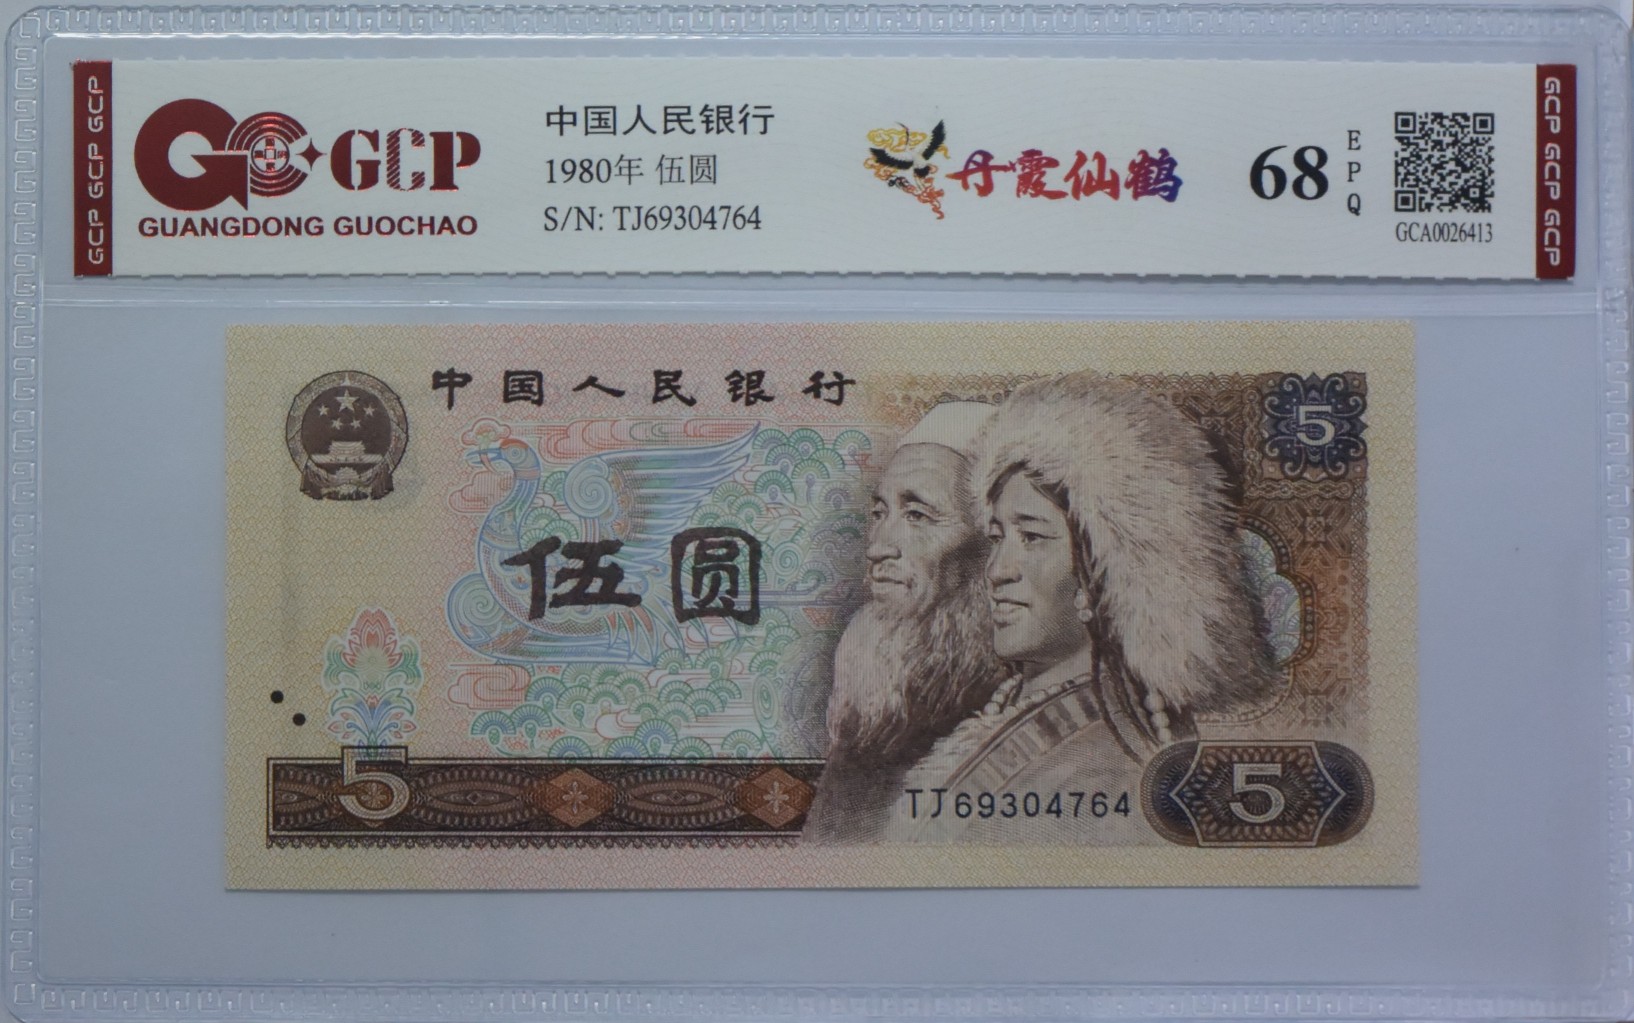 GCP GCP GCP
GCP
GUANGDONG GUOCHAO
中国人民银行
1980年 伍圆
S/N: TJ69304764
丹霞仙鹤
68
E
P
Q
GCA0026413
GCP GCP GCP
中国人民银行
5
伍圆
5
TJ69304764
5